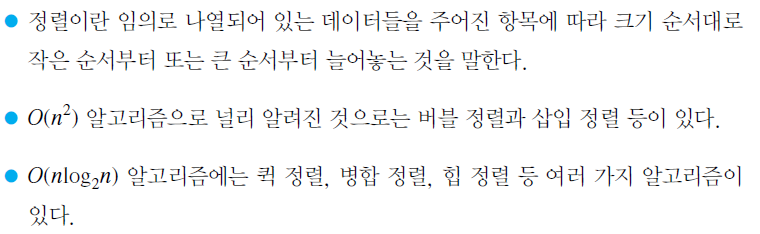 ● 정렬이란 임의로 나열되어 있는 데이터들을 주어진 항목에 따라 크기 순서대로
작은 순서부터 또는 큰 순서부터 늘어놓는 것을 말한다.
● O(n²) 알고리즘으로 널리 알려진 것으로는 버블 정렬과 삽입 정렬 등이 있다.
● O(nlog₂n) 알고리즘에는 퀵 정렬, 병합 정렬, 힙 정렬 등 여러 가지 알고리즘이
있다.